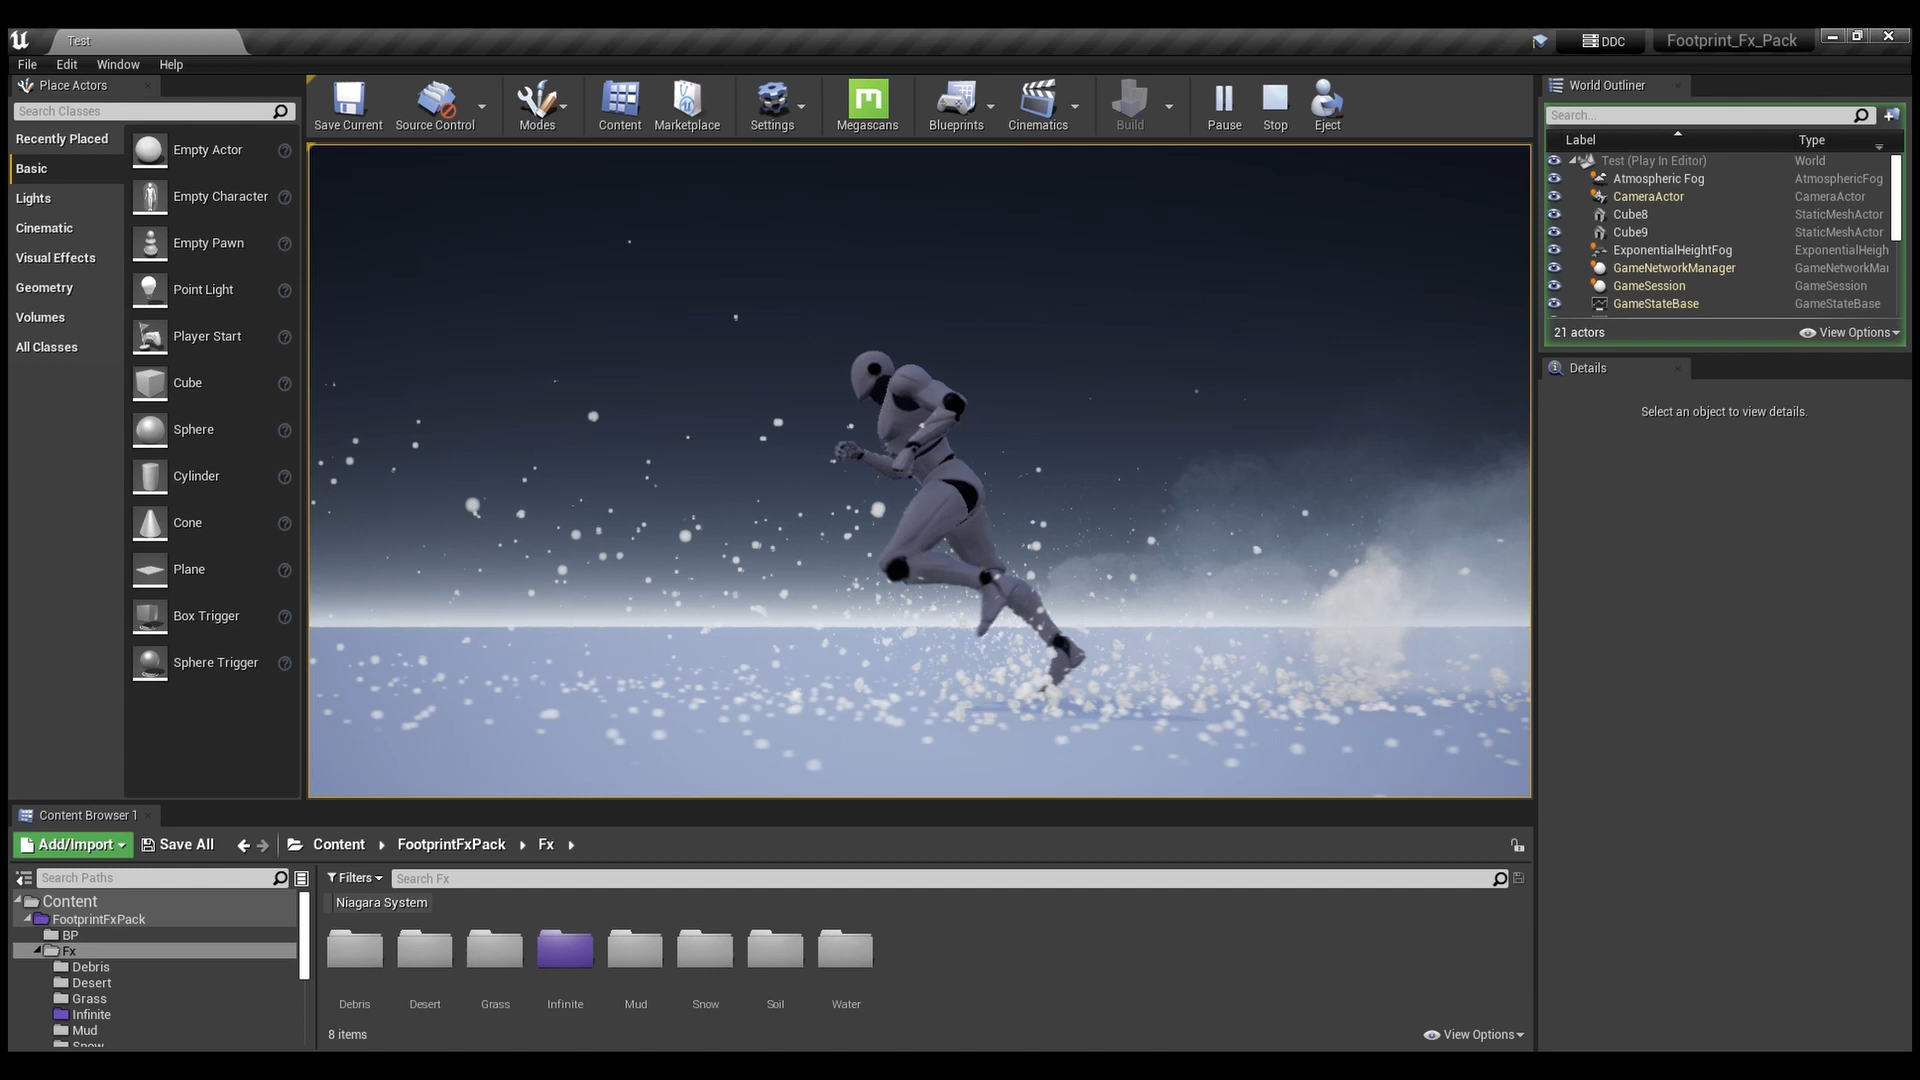 Test
DDC
Footprint_Fx_Pack
File Edit Window Help
Place Actors
Search Classes
Recently Placed
Basic
Lights
Cinematic
Visual Effects
Geometry
Volumes
All Classes
Empty Actor
Empty Character
Empty Pawn
Point Light
Player Start
Cube
Sphere
Cylinder
Cone
Plane
Box Trigger
Sphere Trigger
Save Current
Source Control
Modes
Content
Marketplace
Settings
Megascans
Blueprints
Cinematics
Build
Pause
Stop
Eject
World Outliner
Search...
Label Type
Test (Play In Editor) World
Atmospheric Fog AtmosphericFog
CameraActor CameraActor
Cube8 StaticMeshActor
Cube9 StaticMeshActor
ExponentialHeightFog ExponentialHeigh
GameNetworkManager GameNetworkMa
GameSession GameSession
GameStateBase GameStateBase
21 actors View Options
Details
Select an object to view details.
Content Browser 1
Add/Import Save All Content FootprintFxPack Fx
Search Paths
Content
FootprintFxPack
BP
Fx
Debris
Desert
Grass
Infinite
Mud
Snow
Filters Search Fx
Niagara System
Debris Desert Grass Infinite Mud Snow Soil Water
8 items View Options